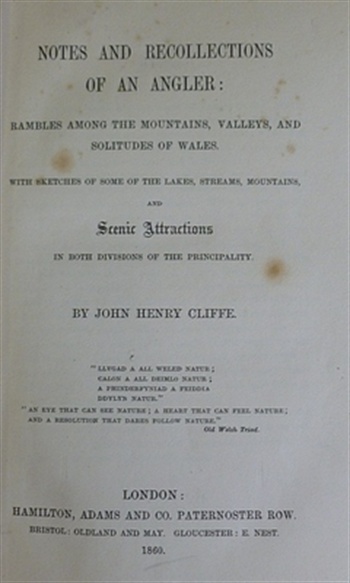 NOTES AND RECOLLECTIONS
OF AN ANGLER:
RAMBLES AMONG THE MOUNTAINS, VALLEYS, AND
SOLITUDES OF WALES.
WITH SKETCHES OF SOME OF THE LAKES, STREAMS, MOUNTAINS,
AND
Scenic Attractions
IN BOTH DIVISIONS OF THE PRINCIPALITY.
BY JOHN HENRY CLIFFE.
"LLYGAD A ALL WELED NATUR;
CALON A ALL DEIMLO NATUR;
A PHENDERFYNIAD A FEIDDIA
DDYLYN NATUR."
"AN EYE THAT CAN SEE NATURE; A HEART THAT CAN FEEL NATURE;
AND A RESOLUTION THAT DARES FOLLOW NATURE."
Old Welsh Triad.
LONDON:
HAMILTON, ADAMS AND CO. PATERNOSTER ROW.
BRISTOL: OLDLAND AND MAY. GLOUCESTER: E. NEST.
1860.